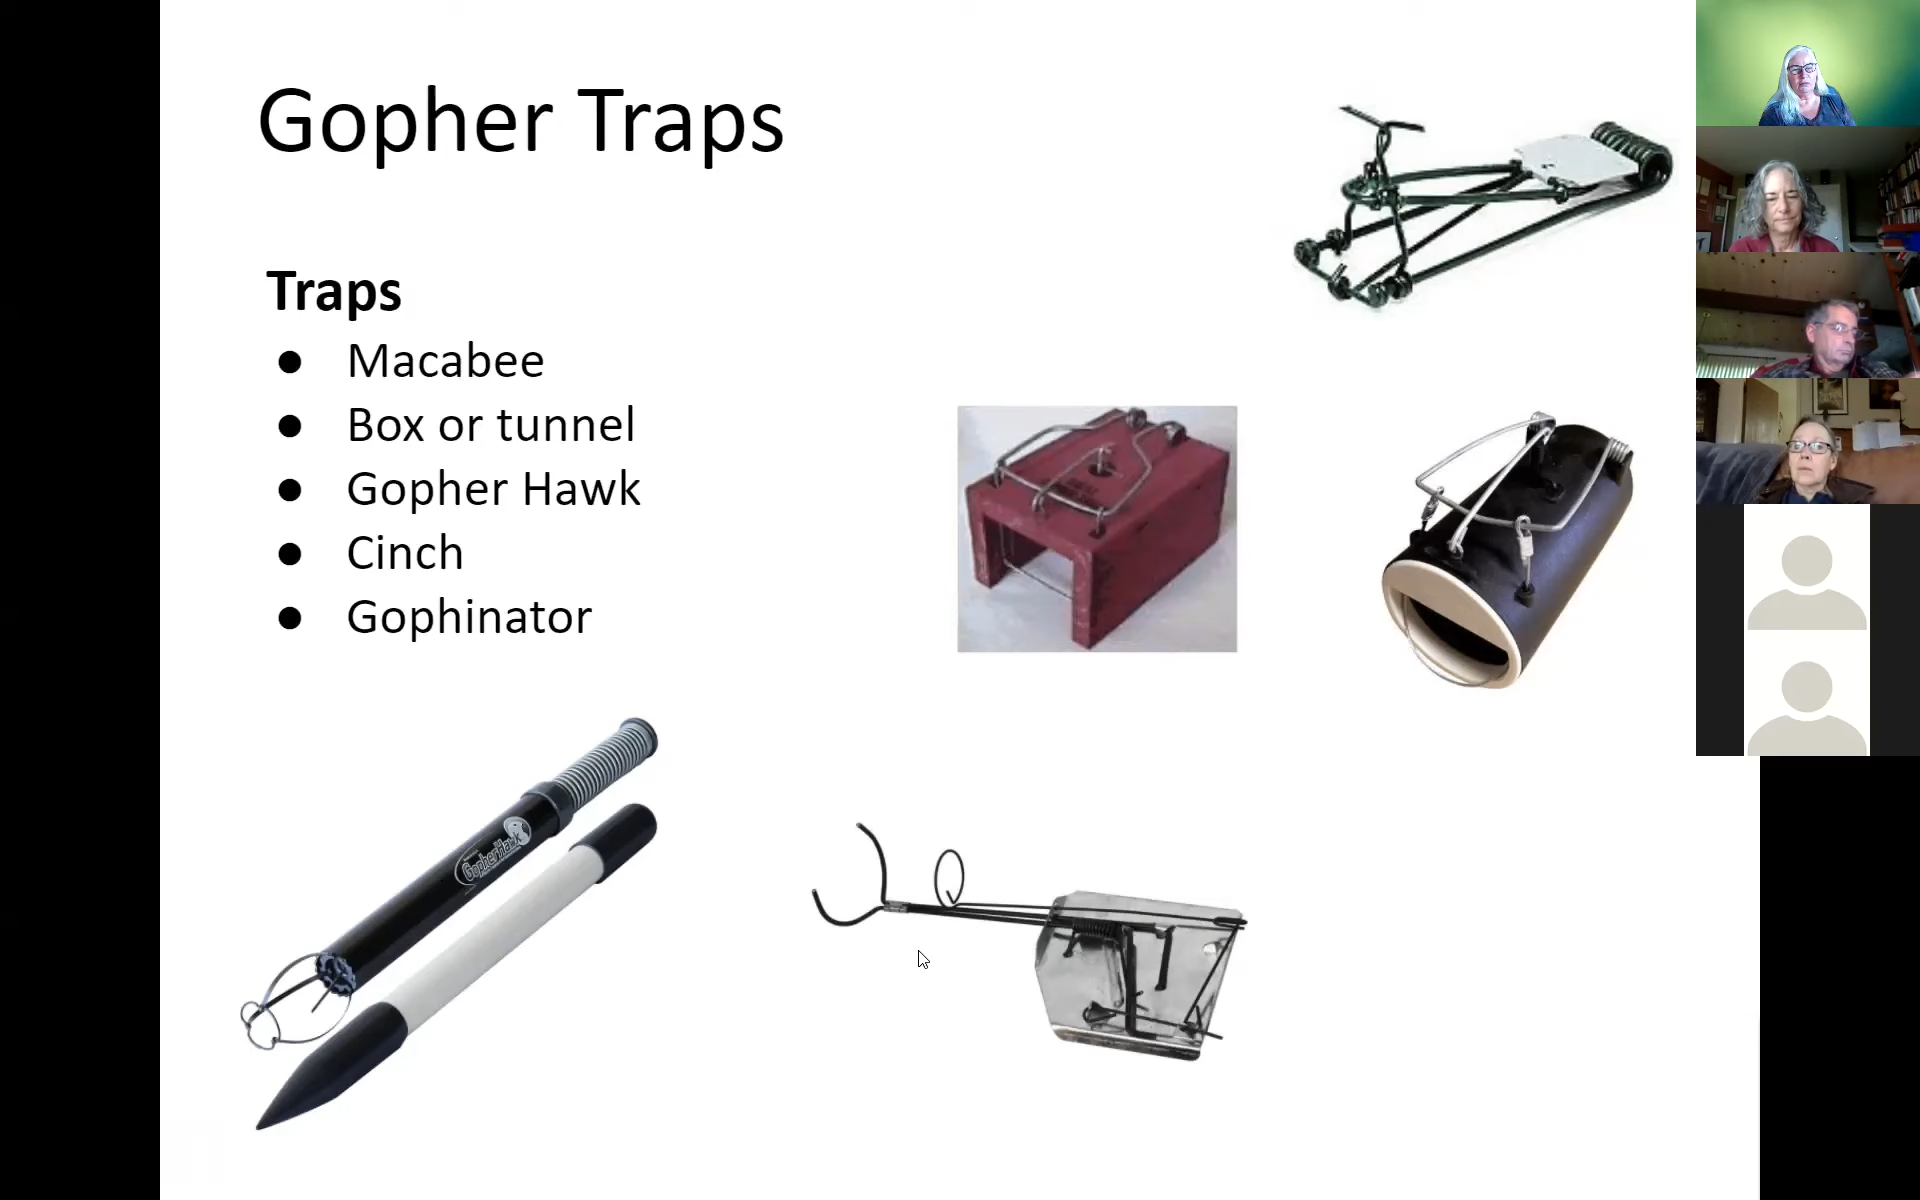 Gopher Traps
Traps
● Macabee
● Box or tunnel
● Gopher Hawk
● Cinch
● Gophinator
GopherHawk